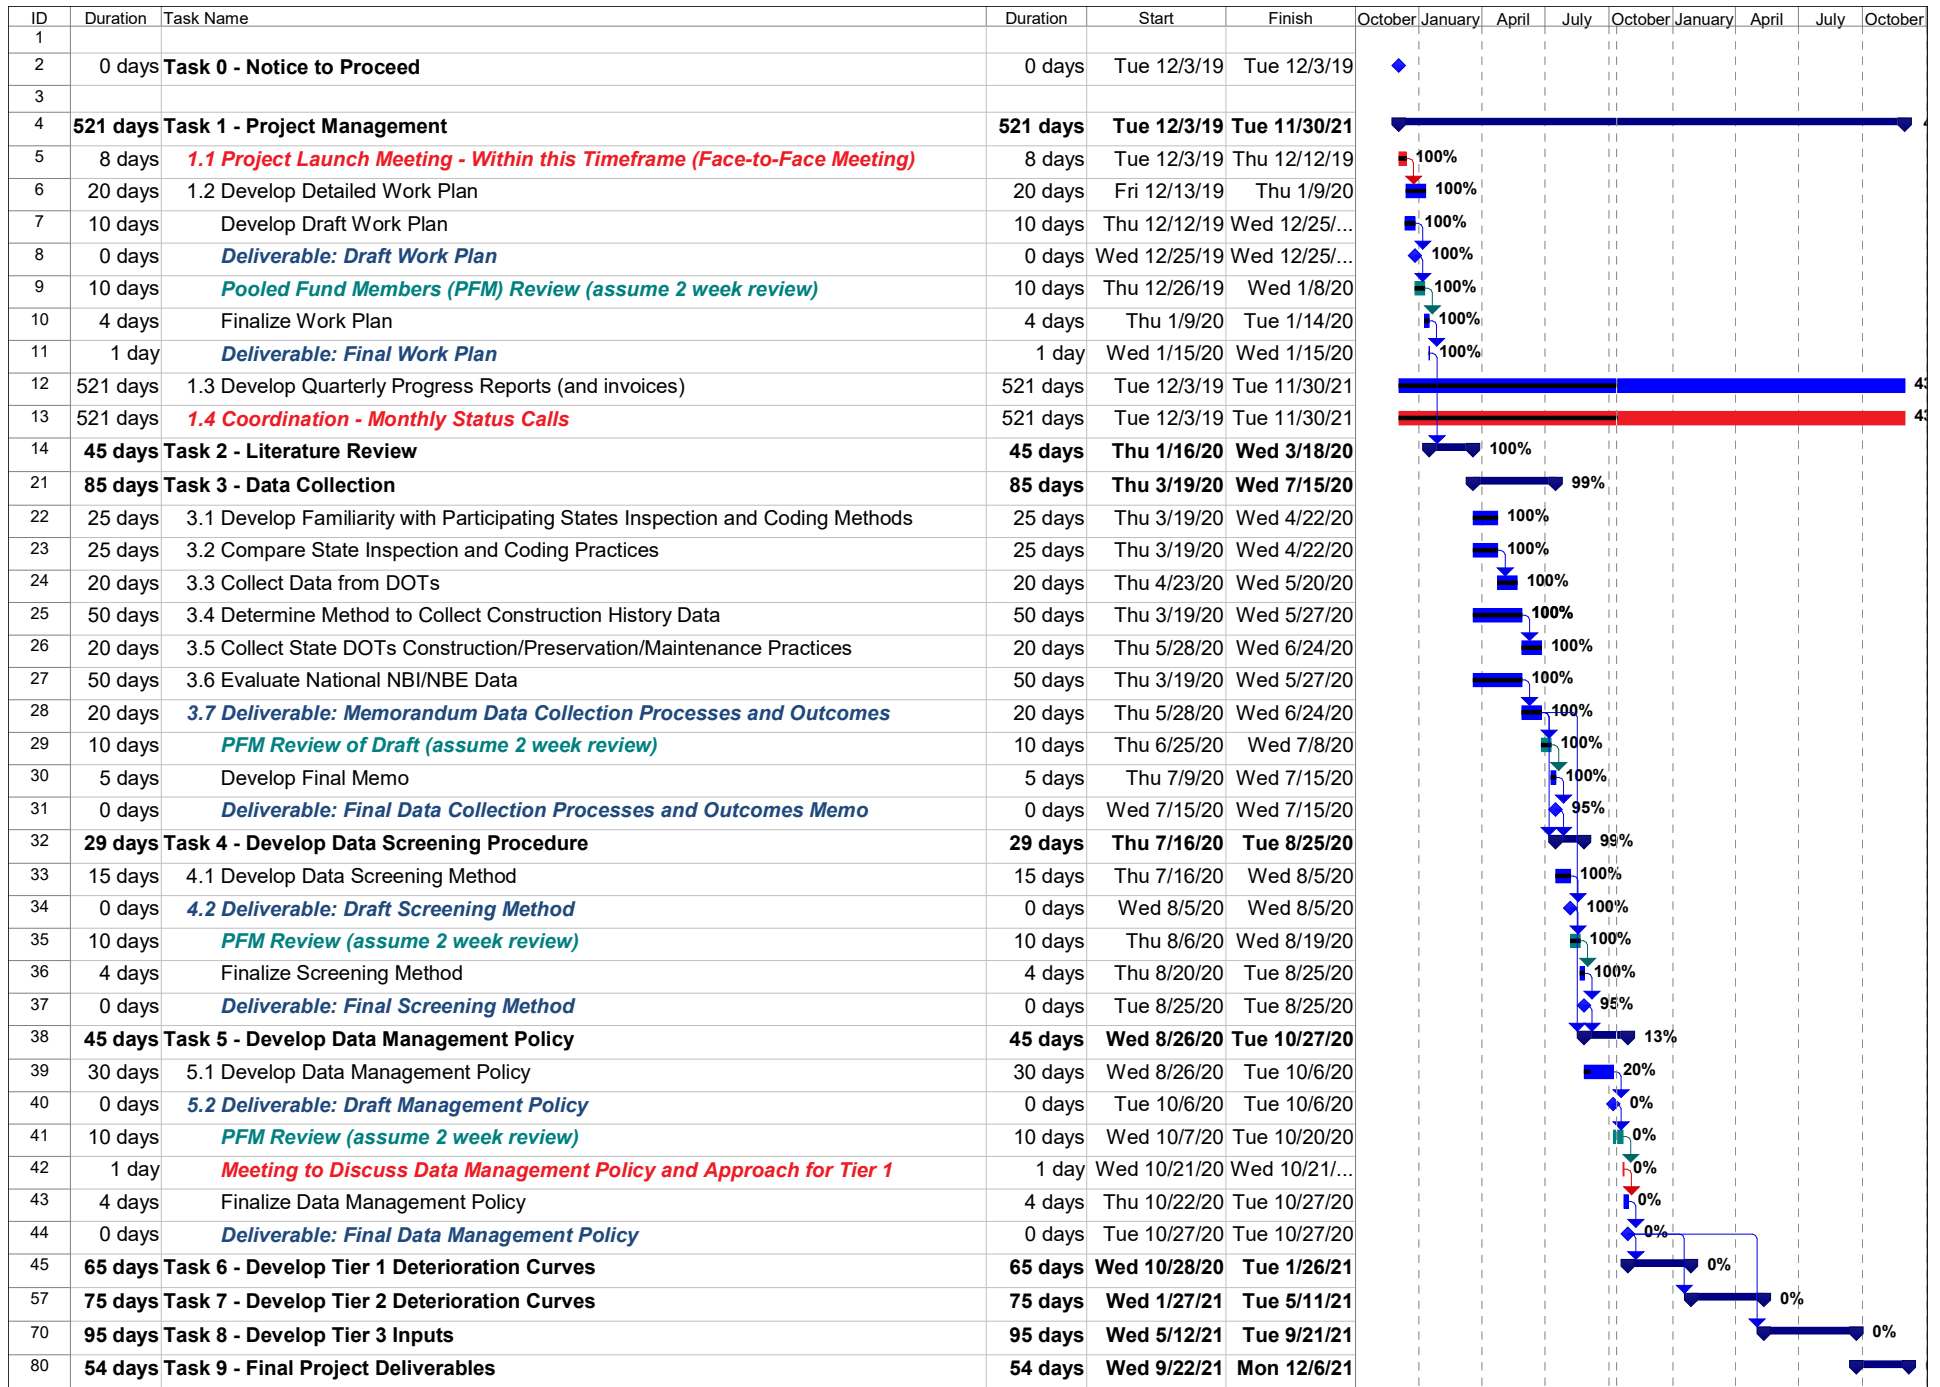 ID Duration Task Name Duration Start Finish October January April July October January April July October
1
2 0 days Task 0 - Notice to Proceed 0 days Tue 12/3/19 Tue 12/3/19
3
4 521 days Task 1 - Project Management 521 days Tue 12/3/19 Tue 11/30/21
5 8 days 1.1 Project Launch Meeting - Within this Timeframe (Face-to-Face Meeting) 8 days Tue 12/3/19 Thu 12/12/19 100%
6 20 days 1.2 Develop Detailed Work Plan 20 days Fri 12/13/19 Thu 1/9/20 100%
7 10 days Develop Draft Work Plan 10 days Thu 12/12/19 Wed 12/25/... 100%
8 0 days Deliverable: Draft Work Plan 0 days Wed 12/25/19 Wed 12/25/... 100%
9 10 days Pooled Fund Members (PFM) Review (assume 2 week review) 10 days Thu 12/26/19 Wed 1/8/20 100%
10 4 days Finalize Work Plan 4 days Thu 1/9/20 Tue 1/14/20 100%
11 1 day Deliverable: Final Work Plan 1 day Wed 1/15/20 Wed 1/15/20 100%
12 521 days 1.3 Develop Quarterly Progress Reports (and invoices) 521 days Tue 12/3/19 Tue 11/30/21 43
13 521 days 1.4 Coordination - Monthly Status Calls 521 days Tue 12/3/19 Tue 11/30/21 43
14 45 days Task 2 - Literature Review 45 days Thu 1/16/20 Wed 3/18/20 100%
21 85 days Task 3 - Data Collection 85 days Thu 3/19/20 Wed 7/15/20 99%
22 25 days 3.1 Develop Familiarity with Participating States Inspection and Coding Methods 25 days Thu 3/19/20 Wed 4/22/20 100%
23 25 days 3.2 Compare State Inspection and Coding Practices 25 days Thu 3/19/20 Wed 4/22/20 100%
24 20 days 3.3 Collect Data from DOTs 20 days Thu 4/23/20 Wed 5/20/20 100%
25 50 days 3.4 Determine Method to Collect Construction History Data 50 days Thu 3/19/20 Wed 5/27/20 100%
26 20 days 3.5 Collect State DOTs Construction/Preservation/Maintenance Practices 20 days Thu 5/28/20 Wed 6/24/20 100%
27 50 days 3.6 Evaluate National NBI/NBE Data 50 days Thu 3/19/20 Wed 5/27/20 100%
28 20 days 3.7 Deliverable: Memorandum Data Collection Processes and Outcomes 20 days Thu 5/28/20 Wed 6/24/20 100%
29 10 days PFM Review of Draft (assume 2 week review) 10 days Thu 6/25/20 Wed 7/8/20 100%
30 5 days Develop Final Memo 5 days Thu 7/9/20 Wed 7/15/20 100%
31 0 days Deliverable: Final Data Collection Processes and Outcomes Memo 0 days Wed 7/15/20 Wed 7/15/20 95%
32 29 days Task 4 - Develop Data Screening Procedure 29 days Thu 7/16/20 Tue 8/25/20 99%
33 15 days 4.1 Develop Data Screening Method 15 days Thu 7/16/20 Wed 8/5/20 100%
34 0 days 4.2 Deliverable: Draft Screening Method 0 days Wed 8/5/20 Wed 8/5/20 100%
35 10 days PFM Review (assume 2 week review) 10 days Thu 8/6/20 Wed 8/19/20 100%
36 4 days Finalize Screening Method 4 days Thu 8/20/20 Tue 8/25/20 100%
37 0 days Deliverable: Final Screening Method 0 days Tue 8/25/20 Tue 8/25/20 95%
38 45 days Task 5 - Develop Data Management Policy 45 days Wed 8/26/20 Tue 10/27/20 13%
39 30 days 5.1 Develop Data Management Policy 30 days Wed 8/26/20 Tue 10/6/20 20%
40 0 days 5.2 Deliverable: Draft Management Policy 0 days Tue 10/6/20 Tue 10/6/20 0%
41 10 days PFM Review (assume 2 week review) 10 days Wed 10/7/20 Tue 10/20/20 0%
42 1 day Meeting to Discuss Data Management Policy and Approach for Tier 1 1 day Wed 10/21/20 Wed 10/21/... 0%
43 4 days Finalize Data Management Policy 4 days Thu 10/22/20 Tue 10/27/20 0%
44 0 days Deliverable: Final Data Management Policy 0 days Tue 10/27/20 Tue 10/27/20 0%
45 65 days Task 6 - Develop Tier 1 Deterioration Curves 65 days Wed 10/28/20 Tue 1/26/21 0%
57 75 days Task 7 - Develop Tier 2 Deterioration Curves 75 days Wed 1/27/21 Tue 5/11/21 0%
70 95 days Task 8 - Develop Tier 3 Inputs 95 days Wed 5/12/21 Tue 9/21/21 0%
80 54 days Task 9 - Final Project Deliverables 54 days Wed 9/22/21 Mon 12/6/21